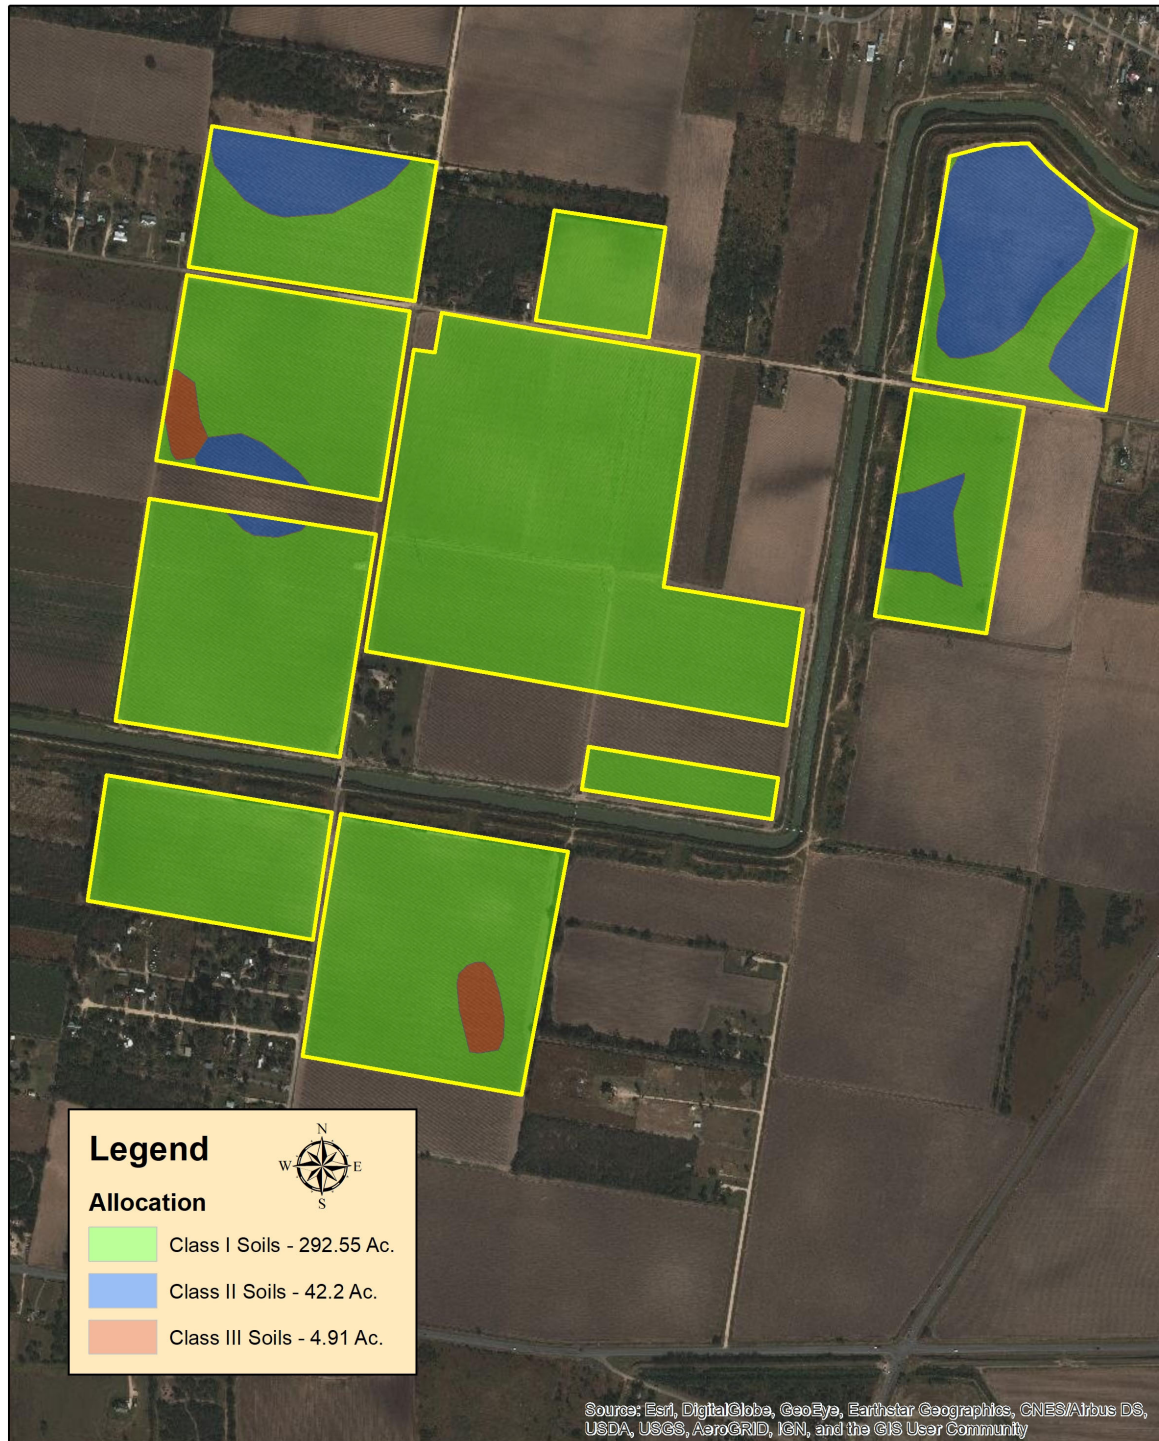 Legend
N
W E
S
Allocation
Class I Soils - 292.55 Ac.
Class II Soils - 42.2 Ac.
Class III Soils - 4.91 Ac.
Source: Esri, DigitalGlobe, GeoEye, Earthstar Geographics, CNES/Airbus DS,
USDA, USGS, AeroGRID, IGN, and the GIS User Community